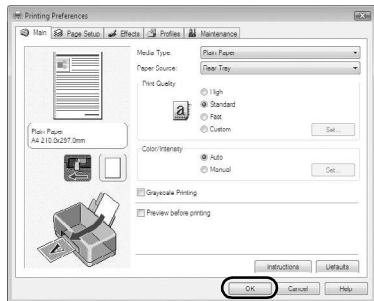 Printing Preferences
Main Page Setup Effects Profiles Maintenance
Media Type: Plain Paper
Paper Source: Rear Tray
Print Quality
High
a Standard
Fast
Custom Set...
Plain Paper
A4 210.0x297.0mm
Color/Intensity
Auto
Manual Set...
Grayscale Printing
Preview before printing
Instructions Defaults
OK Cancel Help